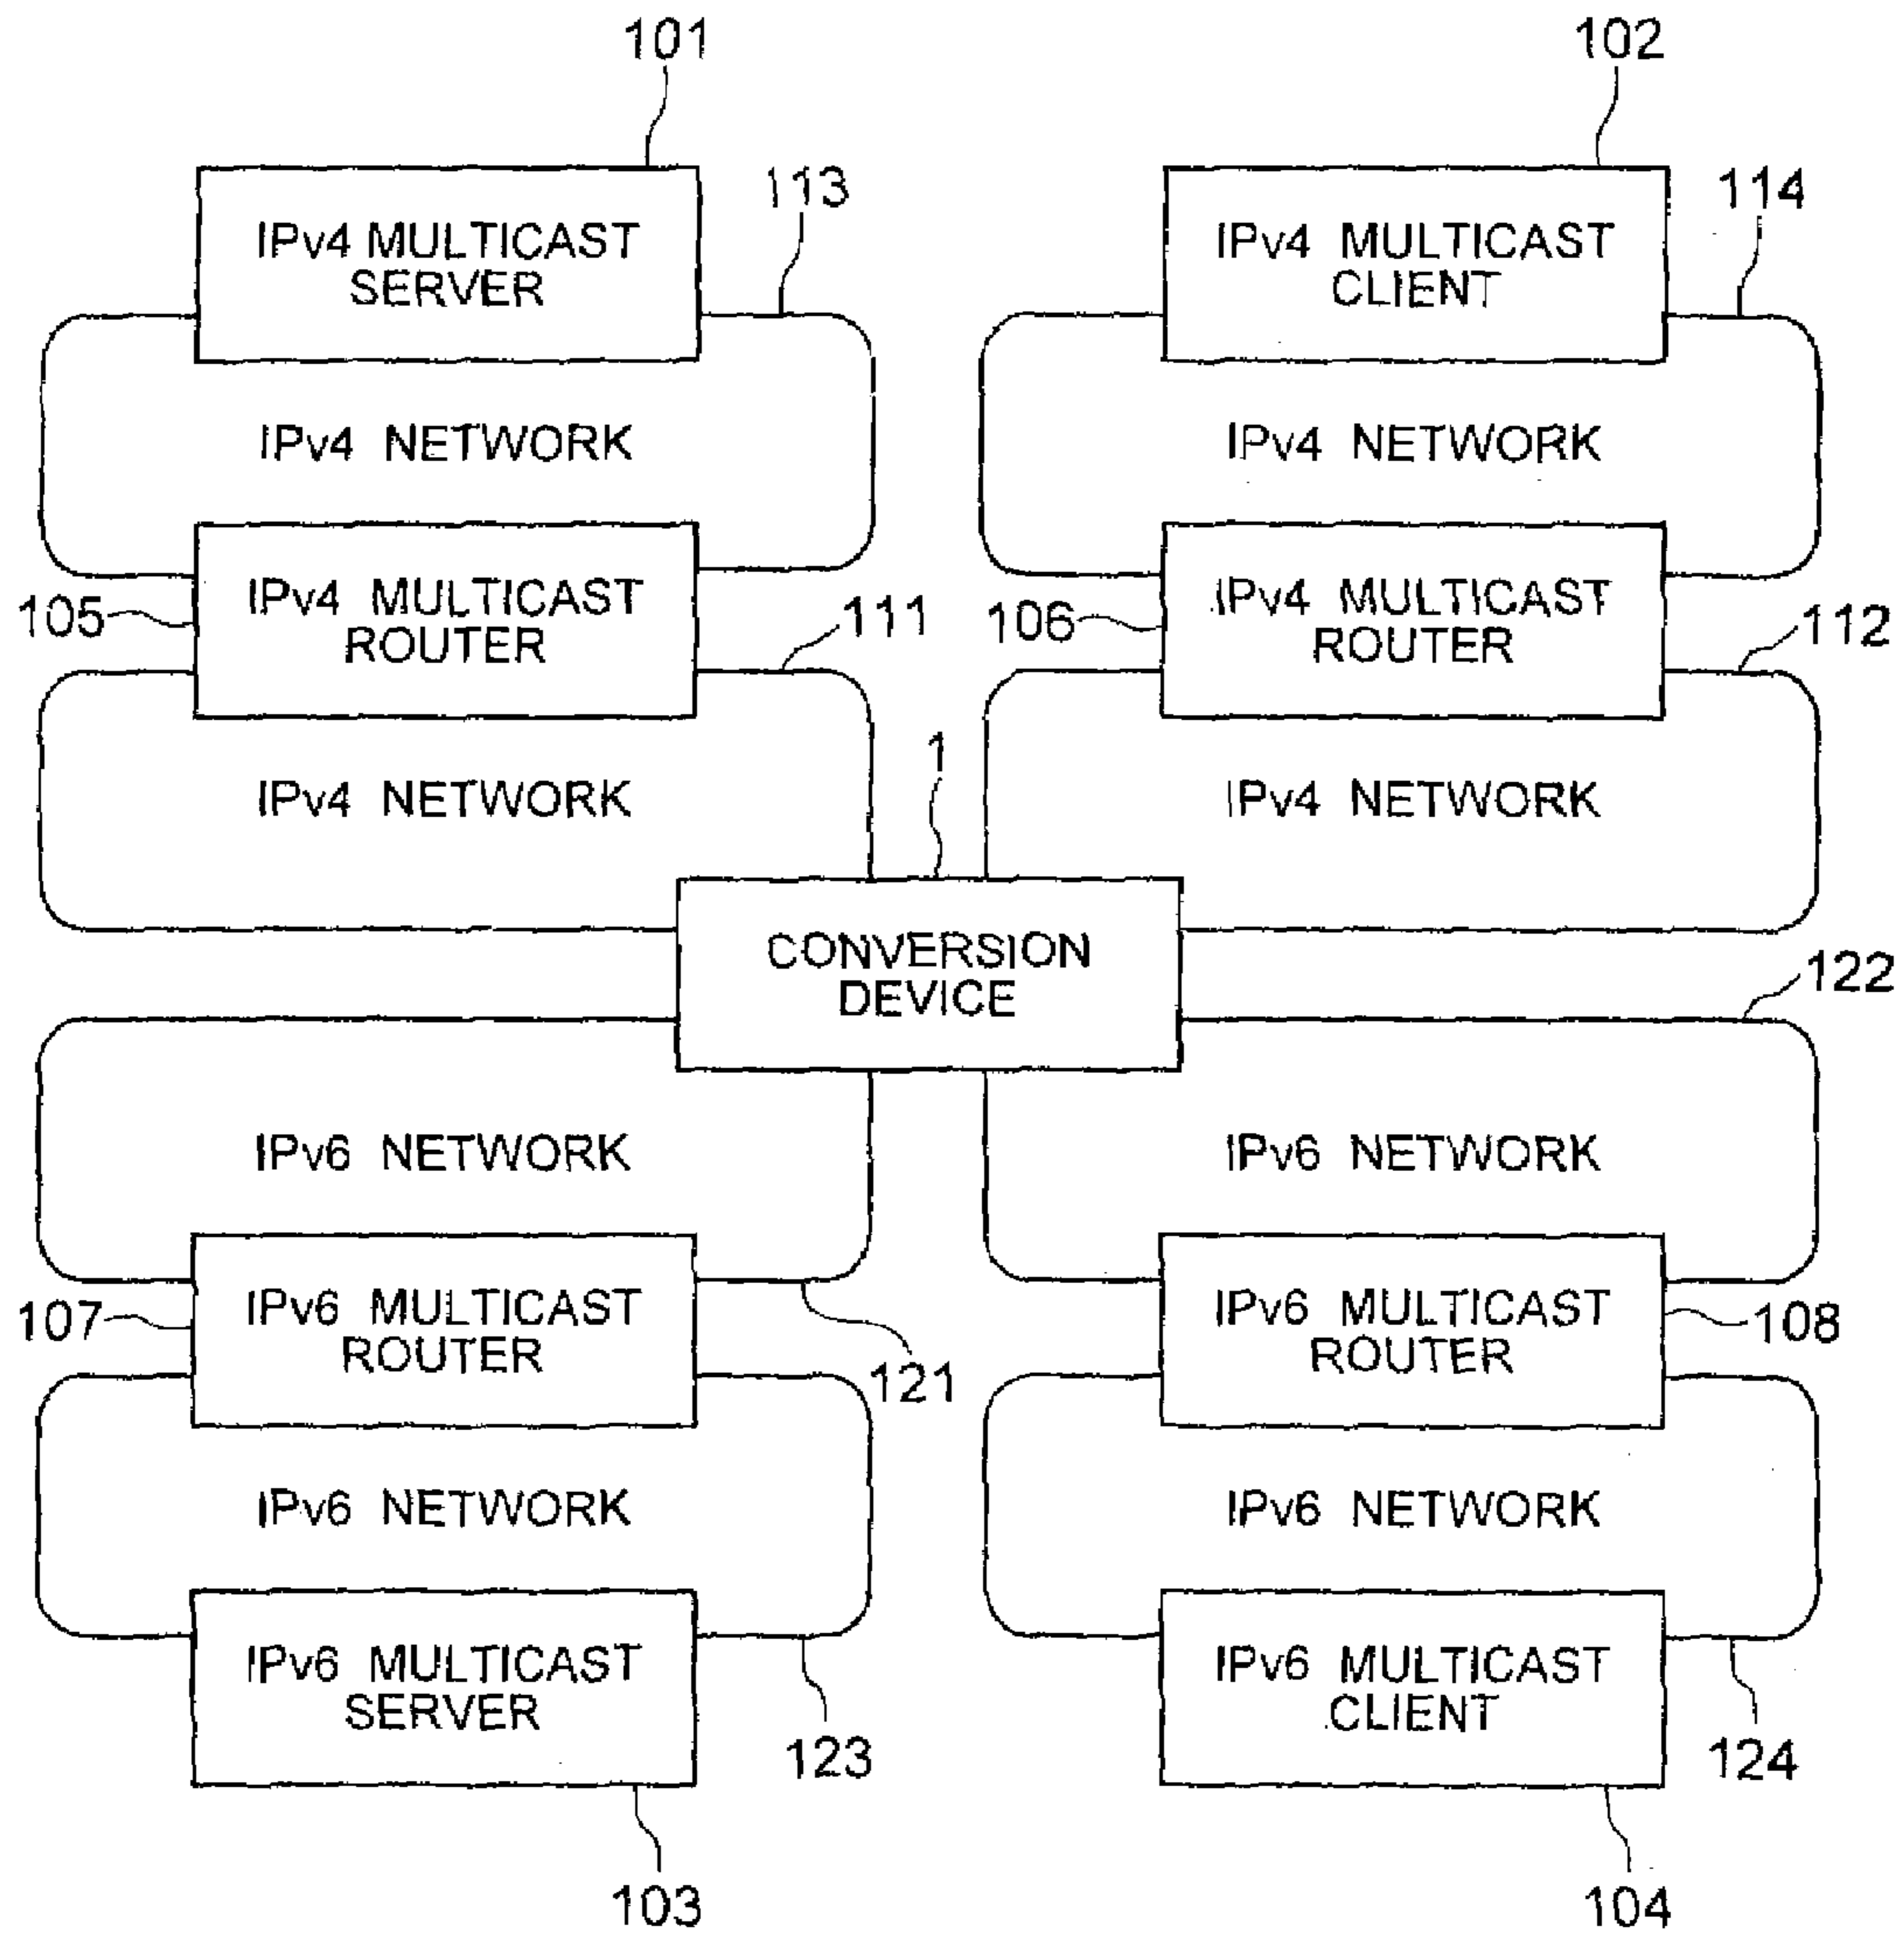 101
102
113
114
IPv4 MULTICAST
SERVER
IPv4 MULTICAST
CLIENT
IPv4 NETWORK
IPv4 NETWORK
105
IPv4 MULTICAST
ROUTER
111
106
IPv4 MULTICAST
ROUTER
112
IPv4 NETWORK
1
IPv4 NETWORK
CONVERSION
DEVICE
122
IPv6 NETWORK
IPv6 NETWORK
107
IPv6 MULTICAST
ROUTER
121
IPv6 MULTICAST
ROUTER
108
IPv6 NETWORK
IPv6 NETWORK
IPv6 MULTICAST
SERVER
123
IPv6 MULTICAST
CLIENT
124
103
104